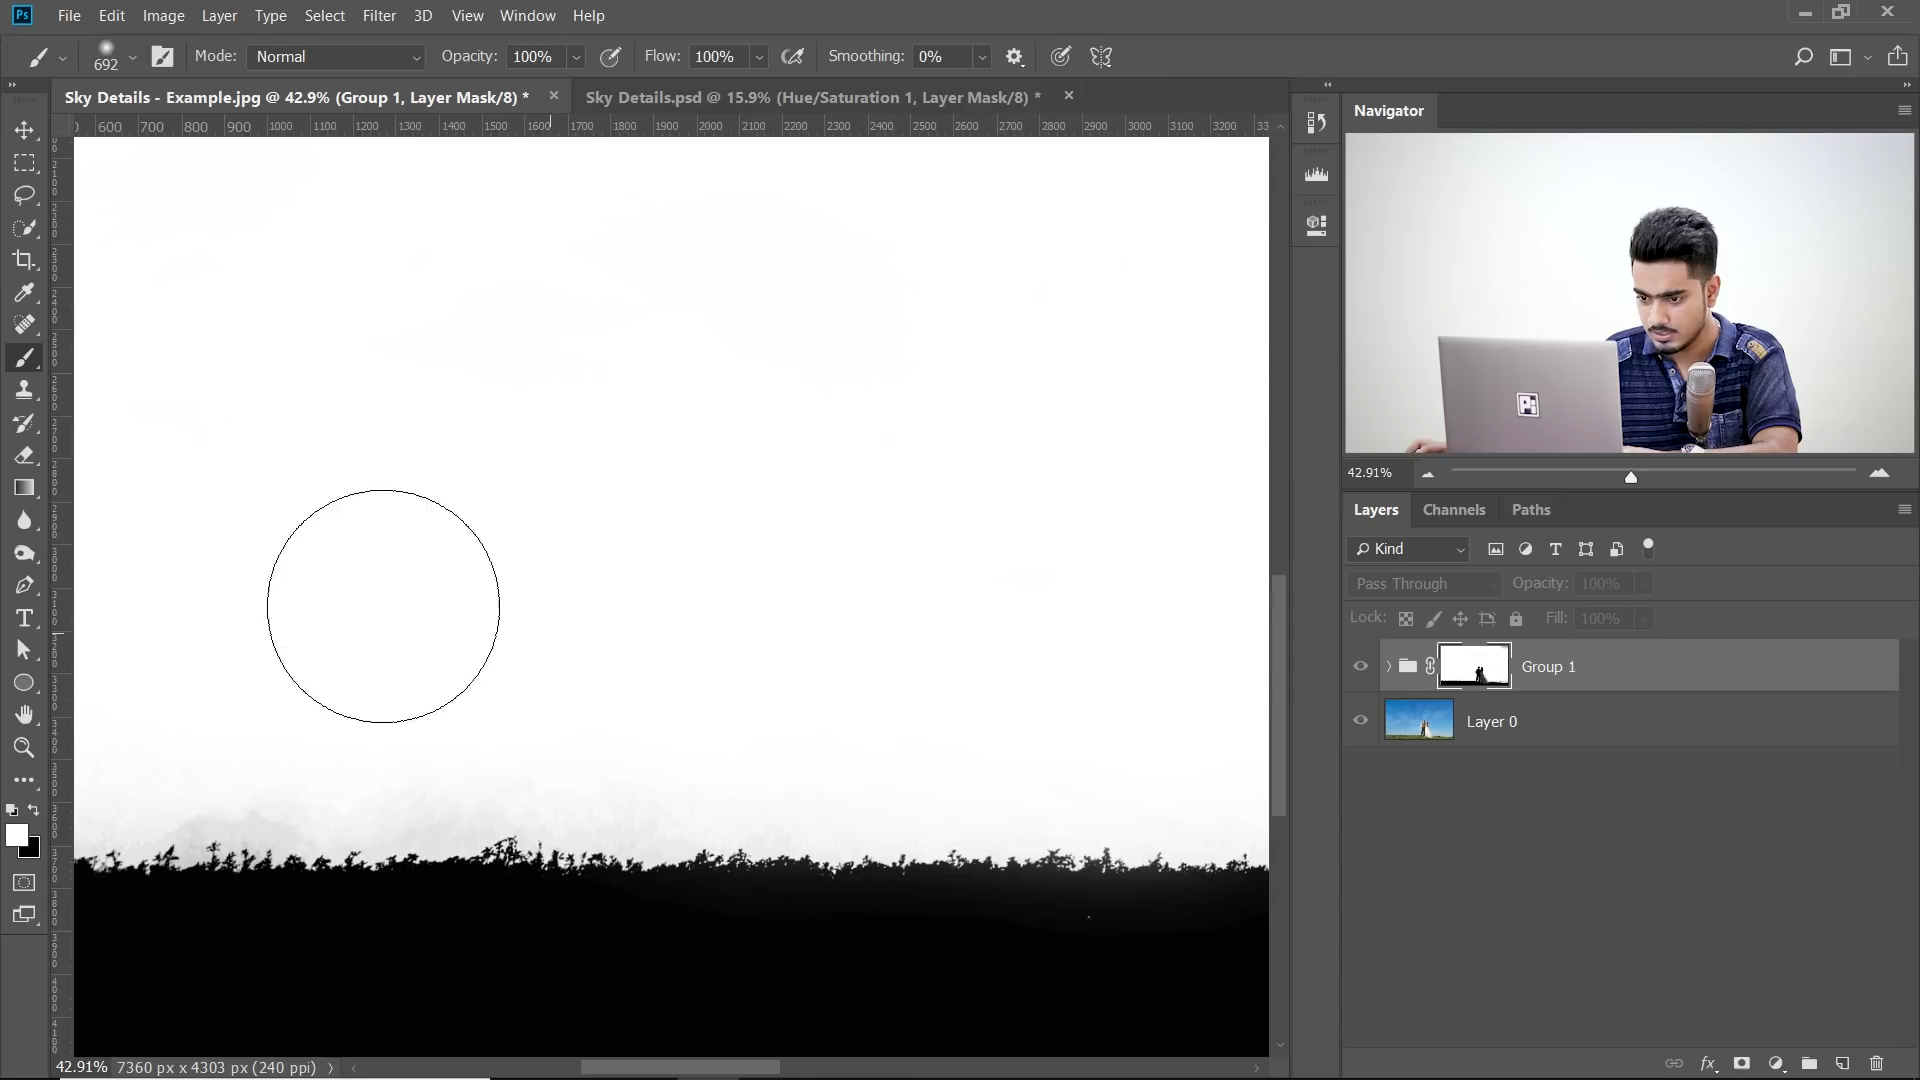 Ps File Edit Image Layer Type Select Filter 3D View Window Help
692 Mode: Normal Opacity: 100% Flow: 100% Smoothing: 0%
Sky Details - Example.jpg @ 42.9% (Group 1, Layer Mask/8) * Sky Details.psd @ 15.9% (Hue/Saturation 1, Layer Mask/8) *
600 700 800 900 1000 1100 1200 1300 1400 1500 1600 1700 1800 1900 2000 2100 2200 2300 2400 2500 2600 2700 2800 2900 3000 3100 3200 33
Navigator
42.91%
Layers Channels Paths
Kind
Pass Through Opacity: 100%
Lock: Fill: 100%
Group 1
Layer 0
fx
42.91% 7360 px x 4303 px (240 ppi)